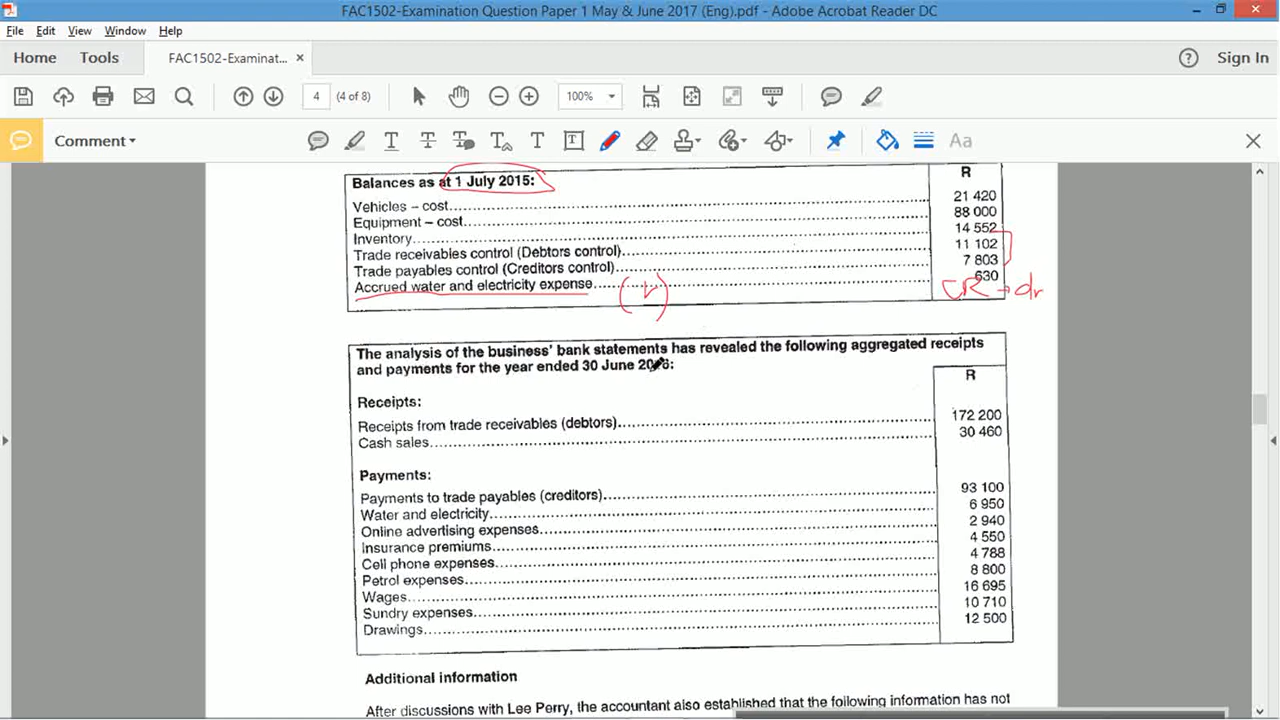 FAC1502-Examination Question Paper 1 May & June 2017 (Eng).pdf - Adobe Acrobat Reader DC
File Edit View Window Help
Home Tools FAC1502-Examinat... × Sign In
4 (4 of 8) 100%
Comment Aa
Balances as at 1 July 2015: R
Vehicles – cost 21 420
Equipment – cost 88 000
Inventory 14 552
Trade receivables control (Debtors control) 11 102
Trade payables control (Creditors control) 7 803
Accrued water and electricity expense 630
CR → dr
The analysis of the business' bank statements has revealed the following aggregated receipts
and payments for the year ended 30 June
R
Receipts:
Receipts from trade receivables (debtors) 172 200
Cash sales 30 460
Payments:
Payments to trade payables (creditors) 93 100
Water and electricity 6 950
Online advertising expenses 2 940
Insurance premiums 4 550
Cell phone expenses 4 788
Petrol expenses 8 800
Wages 16 695
Sundry expenses 10 710
Drawings 12 500
Additional information
After discussions with Lee Perry, the accountant also established that the following information has not